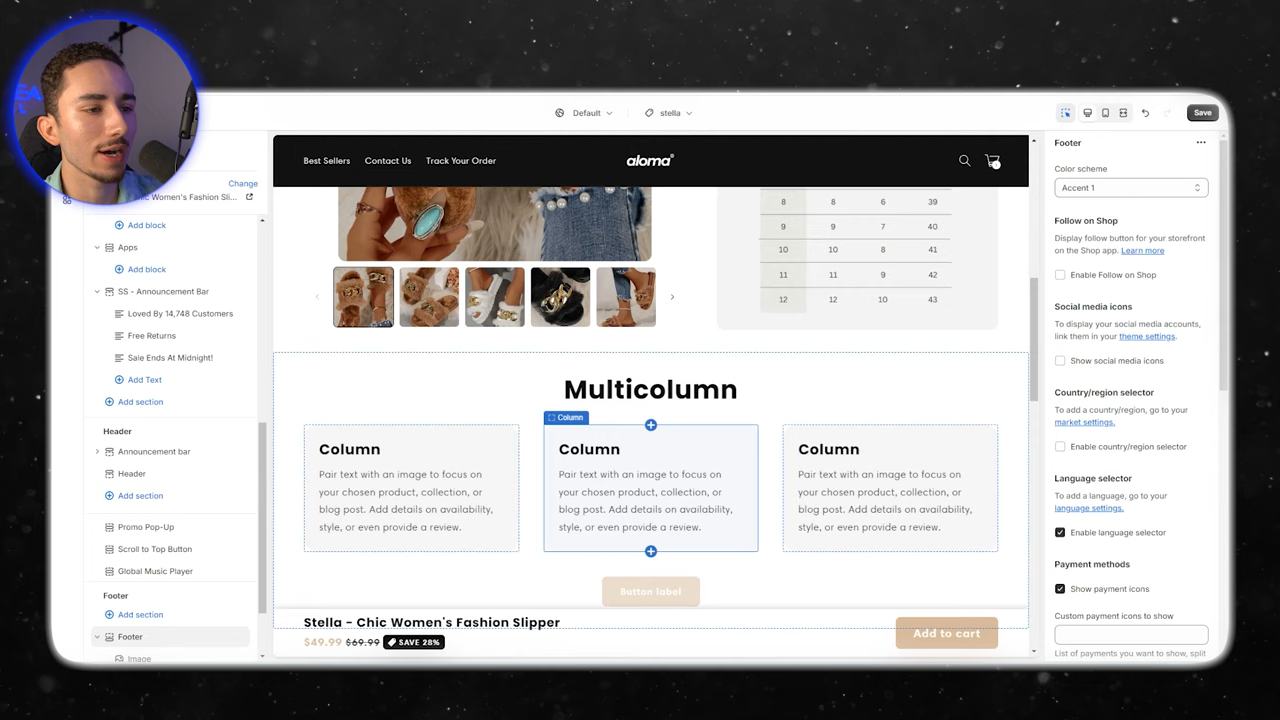 Default
stella
Save
Change
hic Women's Fashion Sli...
Add block
Apps
Add block
SS - Announcement Bar
Loved By 14,748 Customers
Free Returns
Sale Ends At Midnight!
Add Text
Add section
Header
Announcement bar
Header
Add section
Promo Pop-Up
Scroll to Top Button
Global Music Player
Footer
Add section
Footer
Image
Best Sellers
Contact Us
Track Your Order
aloma®
8 8 6 39
9 9 7 40
10 10 8 41
11 11 9 42
12 12 10 43
Multicolumn
Column
Column
Pair text with an image to focus on
your chosen product, collection, or
blog post. Add details on availability,
style, or even provide a review.
Column
Pair text with an image to focus on
your chosen product, collection, or
blog post. Add details on availability,
style, or even provide a review.
Column
Pair text with an image to focus on
your chosen product, collection, or
blog post. Add details on availability,
style, or even provide a review.
Button label
Stella - Chic Women's Fashion Slipper
$49.99 $69.99 SAVE 28%
Add to cart
Footer
Color scheme
Accent 1
Follow on Shop
Display follow button for your storefront
on the Shop app. Learn more
Enable Follow on Shop
Social media icons
To display your social media accounts,
link them in your theme settings.
Show social media icons
Country/region selector
To add a country/region, go to your
market settings.
Enable country/region selector
Language selector
To add a language, go to your
language settings.
Enable language selector
Payment methods
Show payment icons
Custom payment icons to show
List of payments you want to show, split